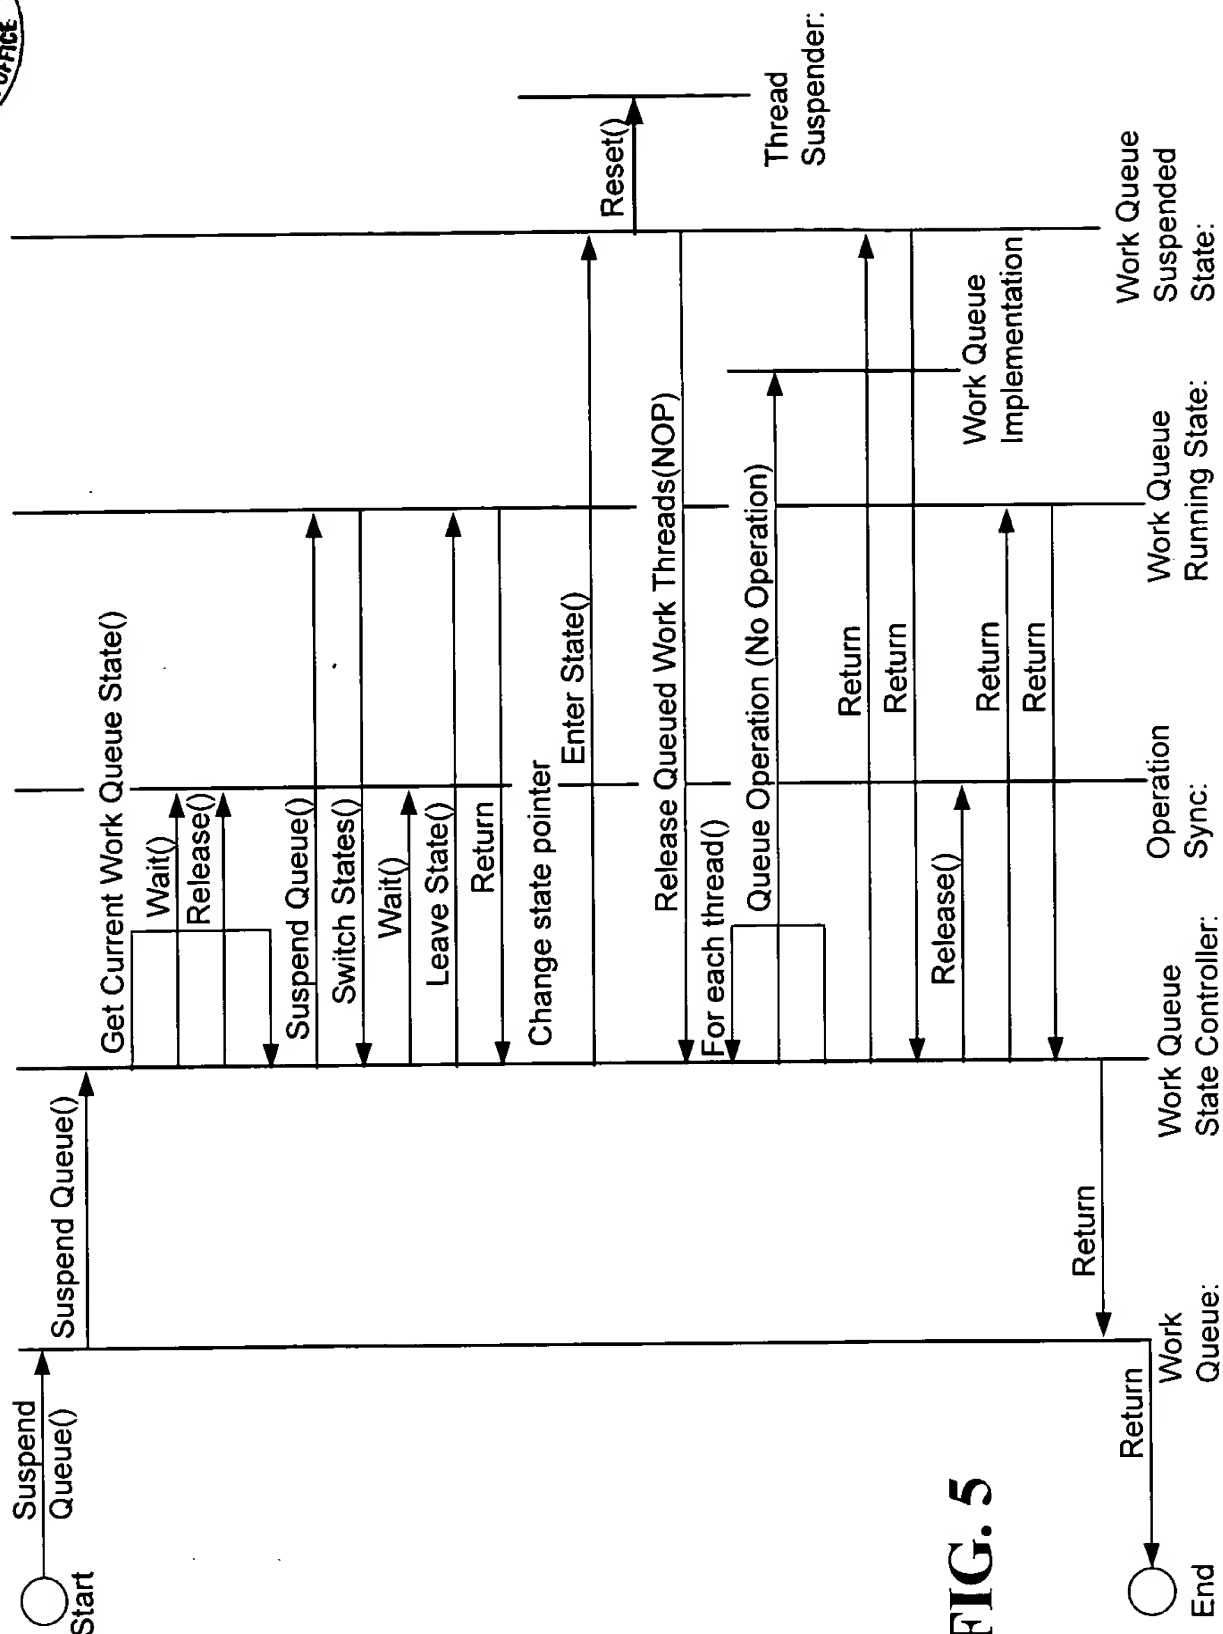 OFFICE
Start
Suspend
Queue()
Suspend Queue()
Get Current Work Queue State()
Wait()
Release()
Suspend Queue()
Switch States()
Wait()
Leave State()
Return
Change state pointer
Enter State()
Reset()
Release Queued Work Threads(NOP)
For each thread()
Queue Operation (No Operation)
Return
Return
Release()
Return
Return
Return
Return
End
Work
Queue:
Work Queue
State Controller:
Operation
Sync:
Work Queue
Running State:
Work Queue
Implementation
Work Queue
Suspended
State:
Thread
Suspender:
FIG. 5